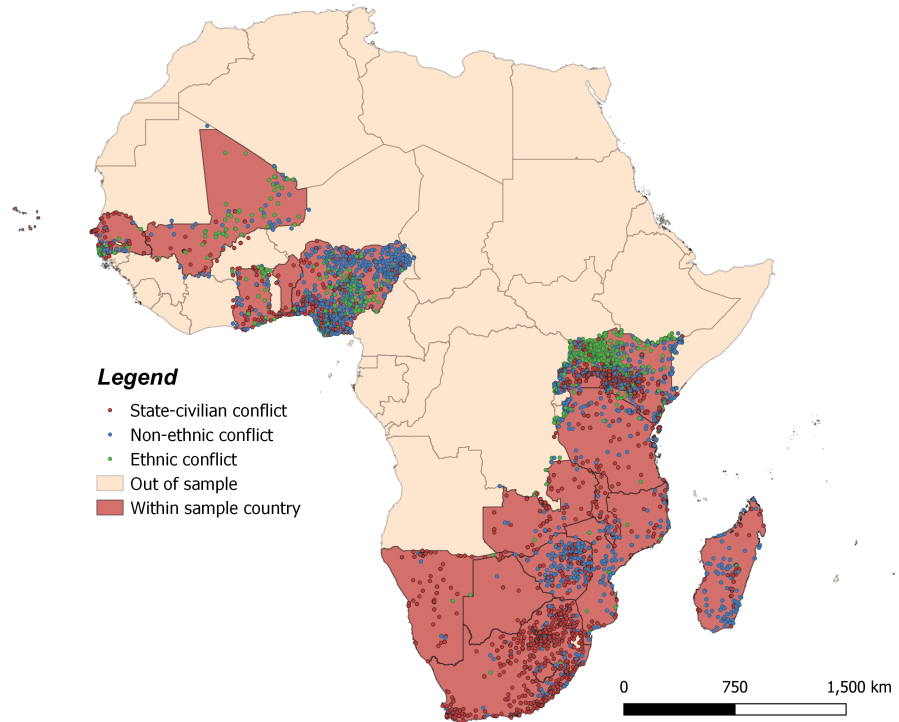 Legend
State-civilian conflict
Non-ethnic conflict
Ethnic conflict
Out of sample
Within sample country
0 750 1,500 km